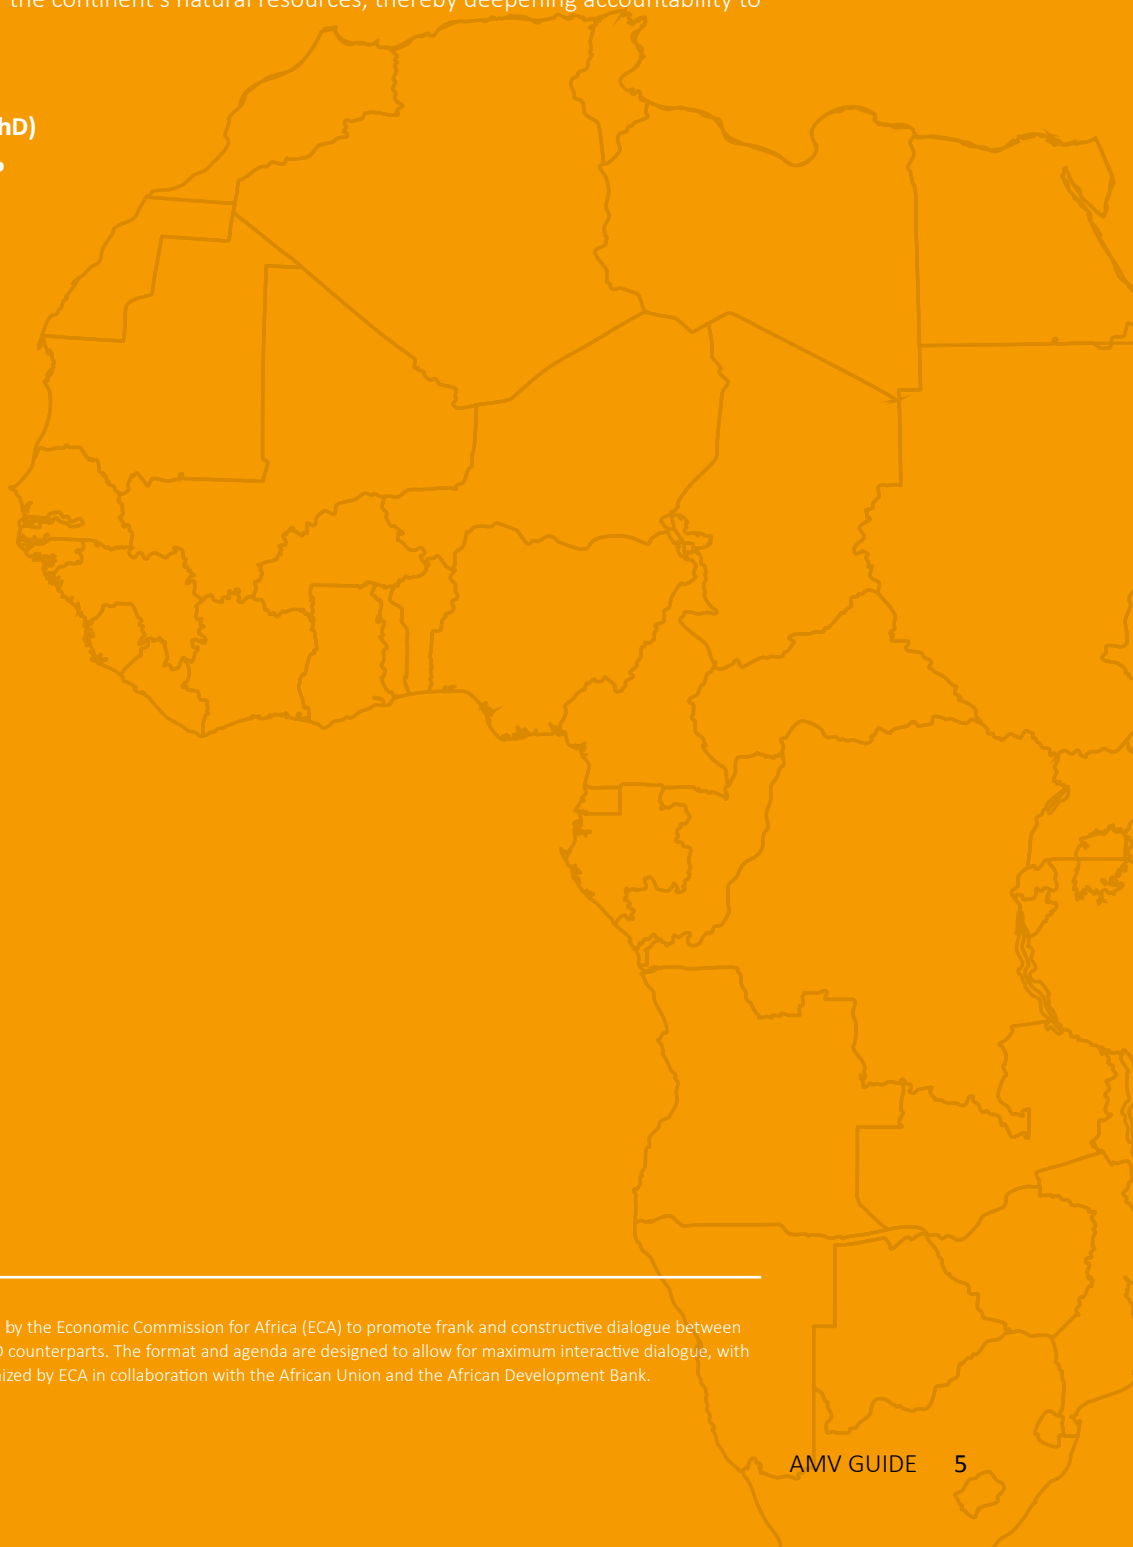 the continent's natural resources, thereby deepening accountability to
hD)
by the Economic Commission for Africa (ECA) to promote frank and constructive dialogue between
counterparts. The format and agenda are designed to allow for maximum interactive dialogue, with
nized by ECA in collaboration with the African Union and the African Development Bank.
AMV GUIDE 5